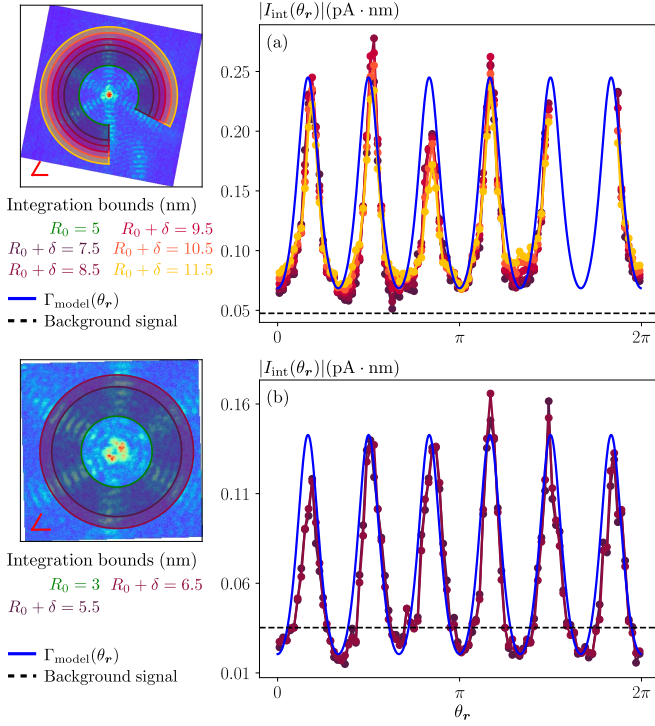 |I_int(θ_r)|(pA · nm)
(a)
0.25
0.20
0.15
0.10
0.05
0 π 2π
Integration bounds (nm)
R_0 = 5 R_0 + δ = 9.5
R_0 + δ = 7.5 R_0 + δ = 10.5
R_0 + δ = 8.5 R_0 + δ = 11.5
Γ_model(θ_r)
Background signal
|I_int(θ_r)|(pA · nm)
(b)
0.16
0.11
0.06
0.01
0 π 2π
θ_r
Integration bounds (nm)
R_0 = 3 R_0 + δ = 6.5
R_0 + δ = 5.5
Γ_model(θ_r)
Background signal